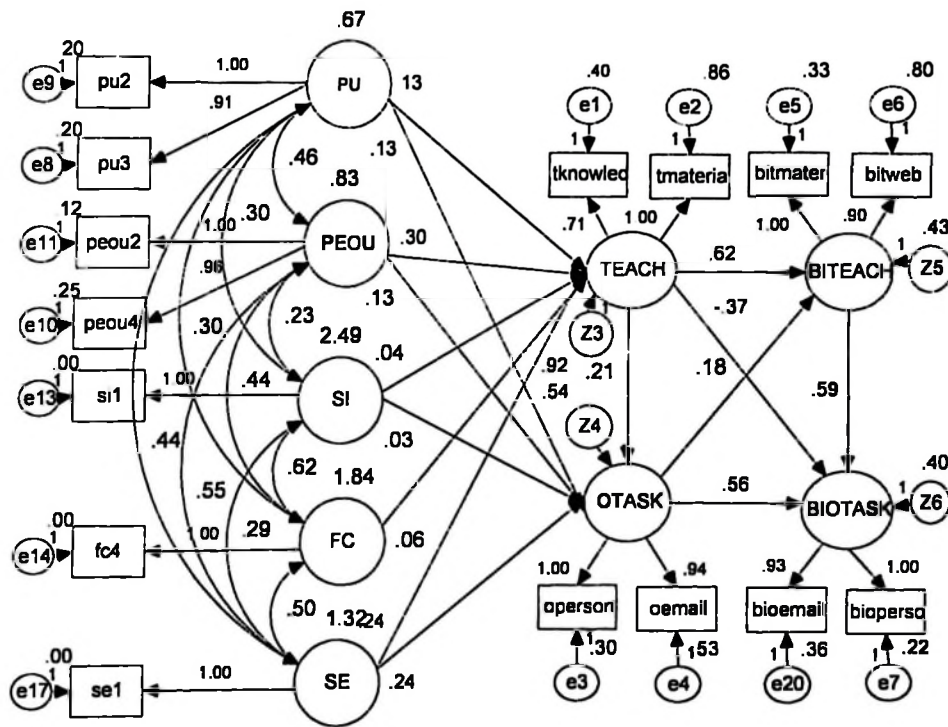 .67
.20
1
e9
pu2
1.00
PU
.13
.40
.86
.33
.80
e1
e2
e5
e6
.91
.20
1
e8
pu3
.13
1
1
1
1
tknowled
tmateria
bitmater
bitweb
.46
.83
.12
1
e11
peou2
.30
1.00
PEOU
.30
.71
1.00
1.00
.90
.43
TEACH
.62
BITEACH
1
Z5
.96
.25
1
e10
peou4
.30
.23
.13
-.37
1
Z3
2.49
.00
1
e13
si1
1.00
.44
SI
.04
.92
.21
.18
.59
.54
Z4
.44
.55
.62
.03
1.84
.29
OTASK
.56
BIOTASK
.40
1
Z6
.00
1
e14
fc4
1.00
FC
.06
1.00
.94
.93
1.00
.50
1.32
.24
operson
oemail
bioemail
bioperso
.00
1
e17
se1
1.00
SE
.24
1
.30
1
.53
1
.36
1
.22
e3
e4
e20
e7